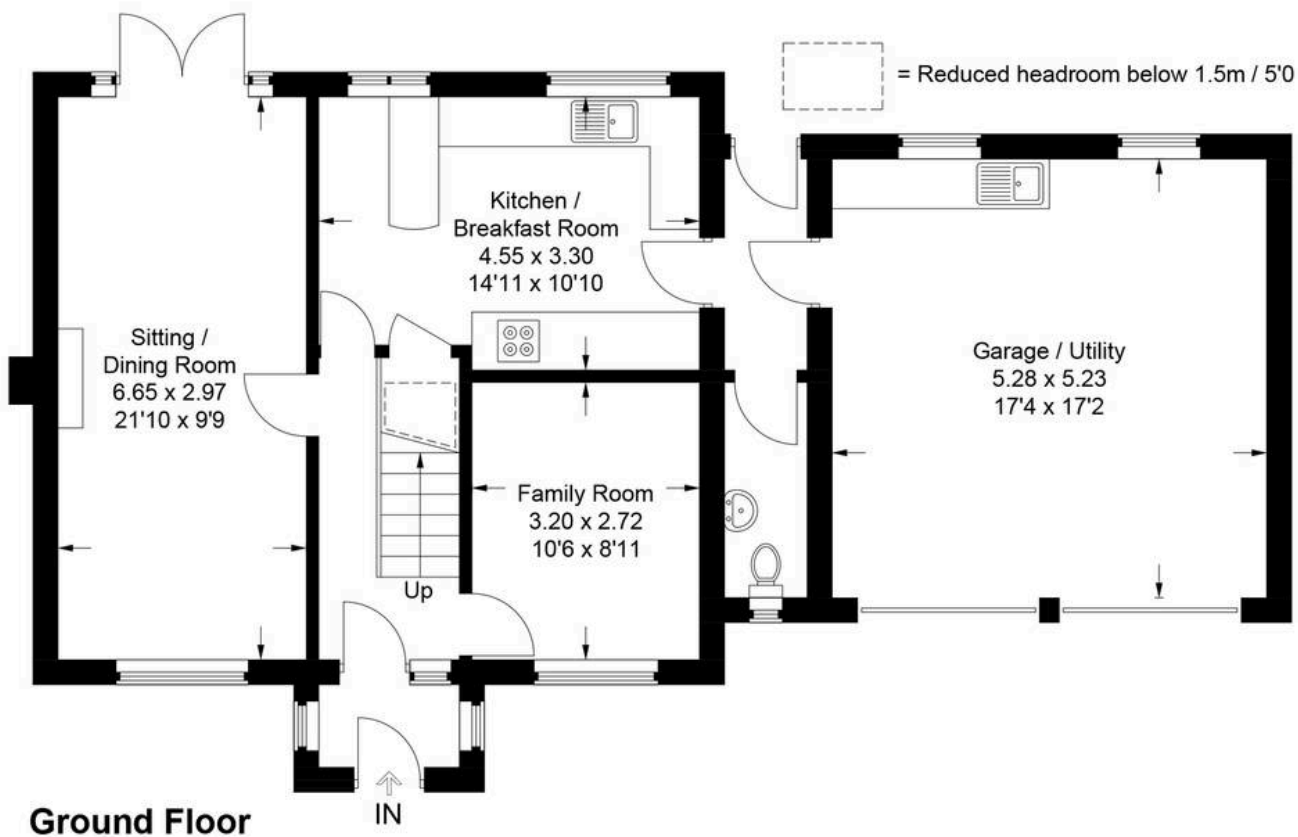 = Reduced headroom below 1.5m / 5'0
Kitchen /
Breakfast Room
4.55 x 3.30
14'11 x 10'10
Sitting /
Dining Room
6.65 x 2.97
21'10 x 9'9
Garage / Utility
5.28 x 5.23
17'4 x 17'2
Family Room
3.20 x 2.72
10'6 x 8'11
Up
IN
Ground Floor